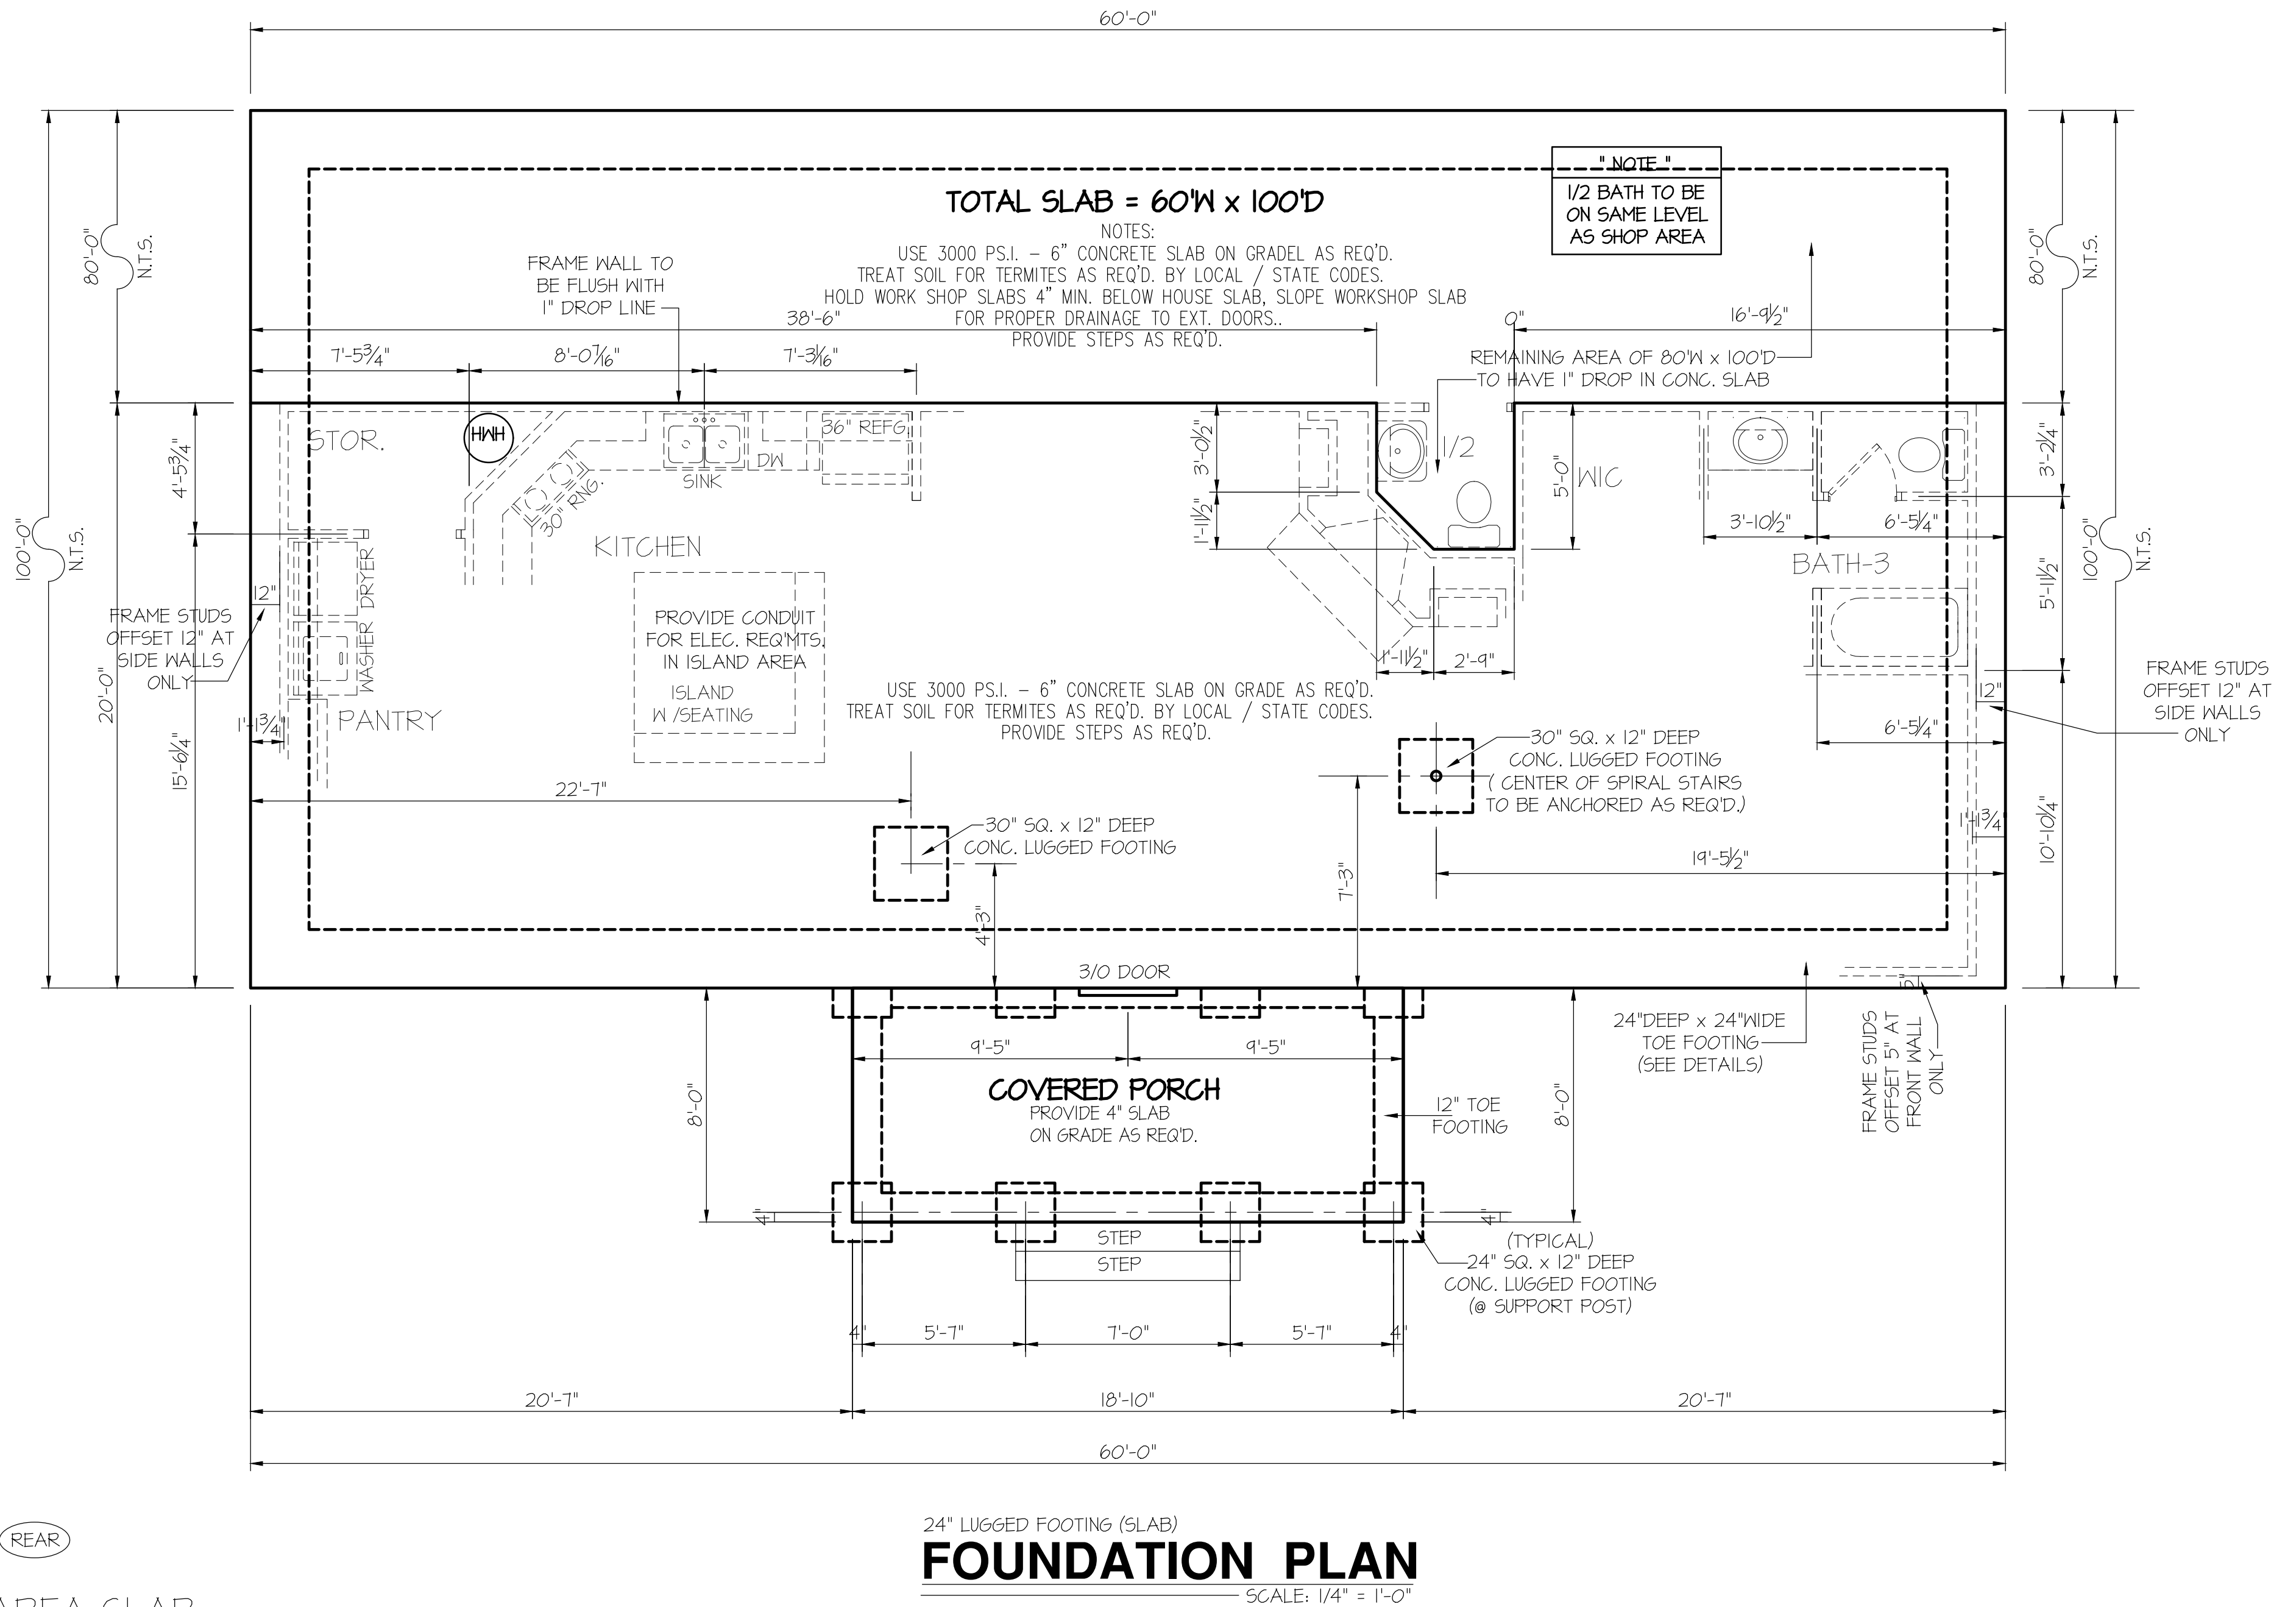 60'-0"
" NOTE "
1/2 BATH TO BE
ON SAME LEVEL
AS SHOP AREA
TOTAL SLAB = 60'W x 100'D
NOTES:
USE 3000 PS.I. – 6" CONCRETE SLAB ON GRADEL AS REQ'D.
TREAT SOIL FOR TERMITES AS REQ'D. BY LOCAL / STATE CODES.
HOLD WORK SHOP SLABS 4" MIN. BELOW HOUSE SLAB, SLOPE WORKSHOP SLAB
FOR PROPER DRAINAGE TO EXT. DOORS..
PROVIDE STEPS AS REQ'D.
80'-0"
N.T.S.
80'-0"
N.T.S.
FRAME WALL TO
BE FLUSH WITH
1" DROP LINE
38'-6"
0"
16'-9½"
7'-5¾"
8'-0⁷⁄₁₆"
7'-3³⁄₁₆"
REMAINING AREA OF 80'W x 100'D
TO HAVE 1" DROP IN CONC. SLAB
STOR.
HWH
36" REFG.
DW
SINK
30" RNG.
KITCHEN
4'-5¾"
3'-0½"
1'-11½"
1/2
5'-0"
WIC
3'-10½"
6'-5¼"
3'-2¼"
BATH-3
5'-11½"
100'-0"
N.T.S.
100'-0"
N.T.S.
12"
FRAME STUDS
OFFSET 12" AT
SIDE WALLS
ONLY
DRYER
WASHER
PROVIDE CONDUIT
FOR ELEC. REQ'MTS.
IN ISLAND AREA
ISLAND
W /SEATING
1'-11½"
2'-9"
PANTRY
1'-1¾"
20'-0"
15'-6¼"
USE 3000 PS.I. – 6" CONCRETE SLAB ON GRADE AS REQ'D.
TREAT SOIL FOR TERMITES AS REQ'D. BY LOCAL / STATE CODES.
PROVIDE STEPS AS REQ'D.
12"
FRAME STUDS
OFFSET 12" AT
SIDE WALLS
ONLY
6'-5¼"
30" SQ. x 12" DEEP
CONC. LUGGED FOOTING
( CENTER OF SPIRAL STAIRS
TO BE ANCHORED AS REQ'D.)
22'-7"
30" SQ. x 12" DEEP
CONC. LUGGED FOOTING
1'-1¾"
10'-10¼"
19'-5½"
7'-3"
4'-3"
3/0 DOOR
5"
24"DEEP x 24"WIDE
TOE FOOTING
(SEE DETAILS)
FRAME STUDS
OFFSET 5" AT
FRONT WALL
ONLY
9'-5"
9'-5"
8'-0"
COVERED PORCH
PROVIDE 4" SLAB
ON GRADE AS REQ'D.
12" TOE
FOOTING
8'-0"
4"
4"
STEP
STEP
(TYPICAL)
24" SQ. x 12" DEEP
CONC. LUGGED FOOTING
(@ SUPPORT POST)
4"
5'-7"
7'-0"
5'-7"
4"
20'-7"
18'-10"
20'-7"
60'-0"
REAR
24" LUGGED FOOTING (SLAB)
FOUNDATION PLAN
SCALE: 1/4" = 1'-0"
AREA SLAB